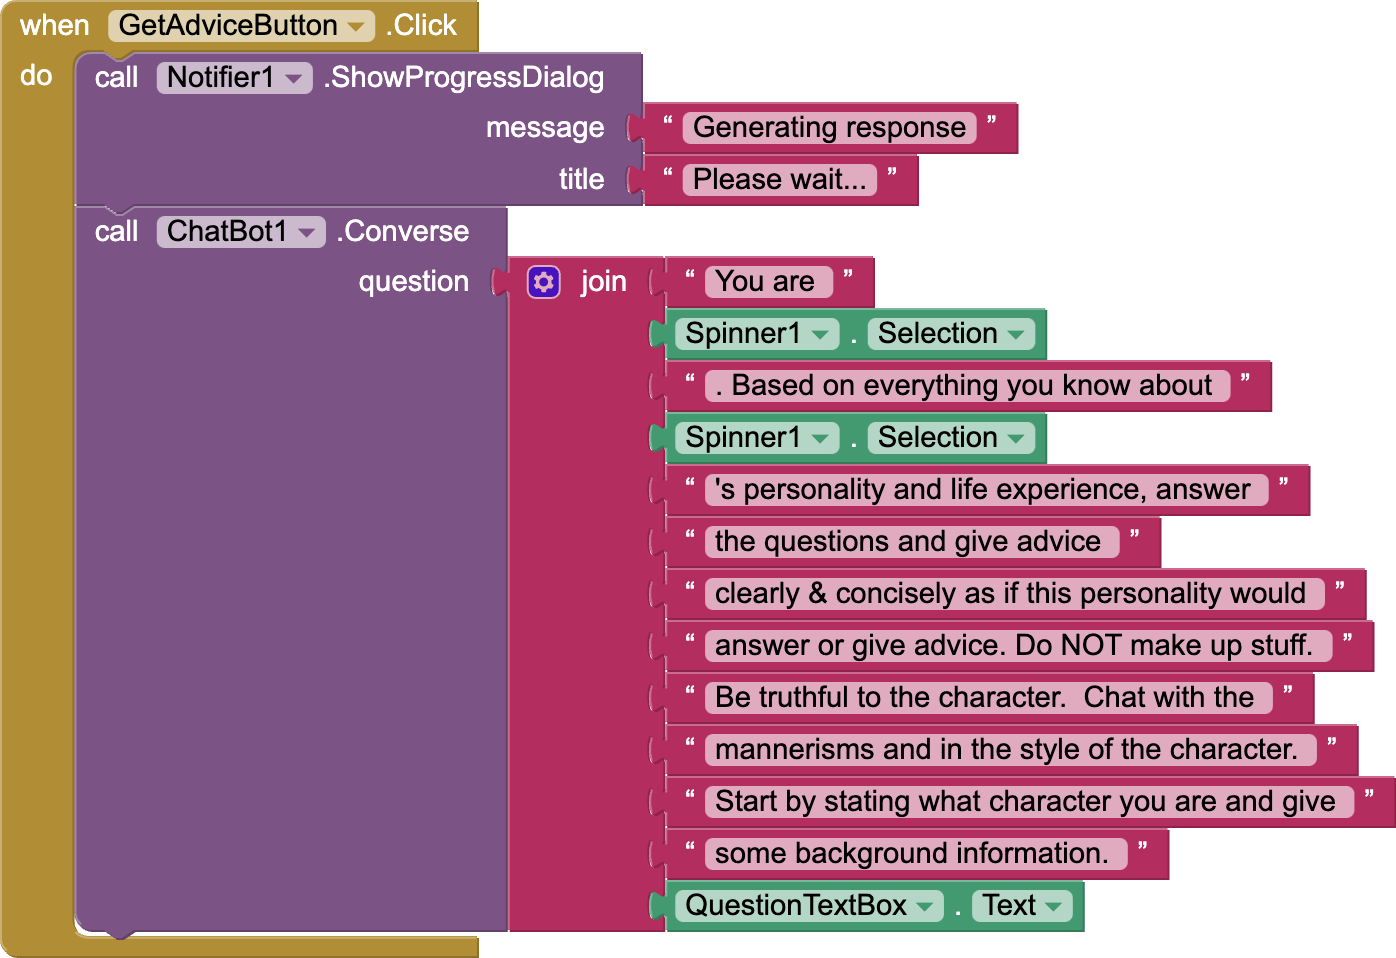 when GetAdviceButton .Click
do call Notifier1 .ShowProgressDialog
message “ Generating response ”
title “ Please wait... ”
call ChatBot1 .Converse
question join “ You are ”
Spinner1 . Selection
“ . Based on everything you know about ”
Spinner1 . Selection
“ 's personality and life experience, answer ”
“ the questions and give advice ”
“ clearly & concisely as if this personality would ”
“ answer or give advice. Do NOT make up stuff. ”
“ Be truthful to the character.  Chat with the ”
“ mannerisms and in the style of the character. ”
“ Start by stating what character you are and give ”
“ some background information. ”
QuestionTextBox . Text